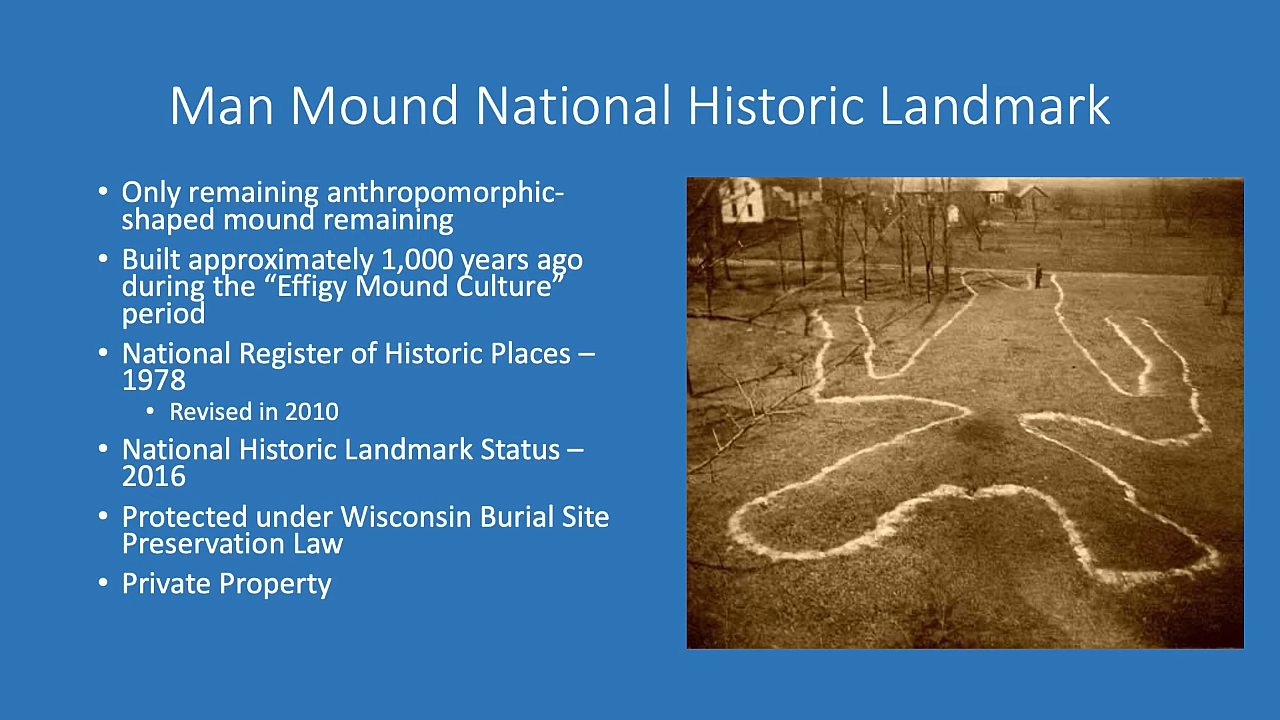 Man Mound National Historic Landmark
• Only remaining anthropomorphic-
shaped mound remaining
• Built approximately 1,000 years ago
during the “Effigy Mound Culture”
period
• National Register of Historic Places –
1978
• Revised in 2010
• National Historic Landmark Status –
2016
• Protected under Wisconsin Burial Site
Preservation Law
• Private Property